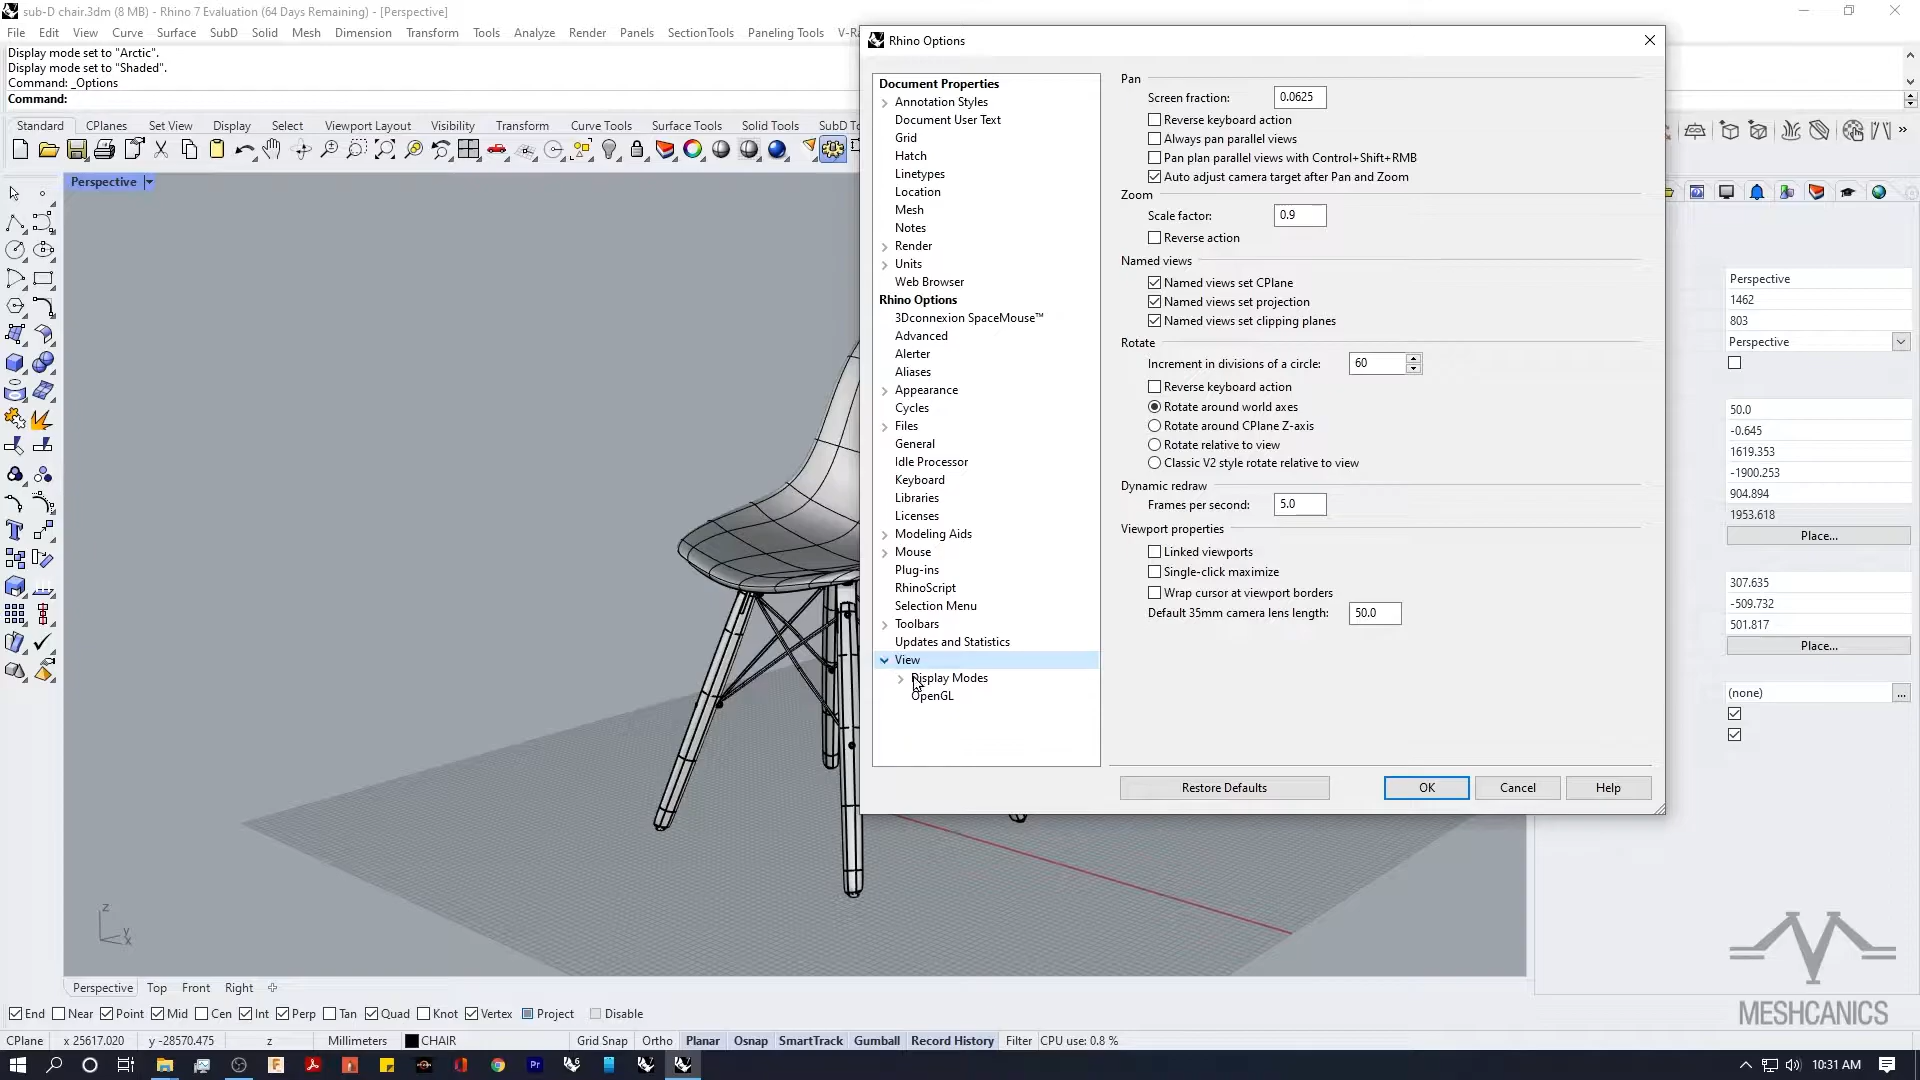 sub-D chair.3dm (8 MB) - Rhino 7 Evaluation (64 Days Remaining) - [Perspective]
File Edit View Curve Surface SubD Solid Mesh Dimension Transform Tools Analyze Render Panels SectionTools Paneling Tools
Display mode set to "Arctic".
Display mode set to "Shaded".
Command: _Options
Command:
Standard CPlanes Set View Display Select Viewport Layout Visibility Transform Curve Tools Surface Tools Solid Tools
Perspective
Rhino Options
Document Properties
Annotation Styles
Document User Text
Grid
Hatch
Linetypes
Location
Mesh
Notes
Render
Units
Web Browser
Rhino Options
3Dconnexion SpaceMouse™
Advanced
Alerter
Aliases
Appearance
Cycles
Files
General
Idle Processor
Keyboard
Libraries
Licenses
Modeling Aids
Mouse
Plug-ins
RhinoScript
Selection Menu
Toolbars
Updates and Statistics
View
Display Modes
OpenGL
Pan
Screen fraction: 0.0625
Reverse keyboard action
Always pan parallel views
Pan plan parallel views with Control+Shift+RMB
Auto adjust camera target after Pan and Zoom
Zoom
Scale factor: 0.9
Reverse action
Named views
Named views set CPlane
Named views set projection
Named views set clipping planes
Rotate
Increment in divisions of a circle: 60
Reverse keyboard action
Rotate around world axes
Rotate around CPlane Z-axis
Rotate relative to view
Classic V2 style rotate relative to view
Dynamic redraw
Frames per second: 5.0
Viewport properties
Linked viewports
Single-click maximize
Wrap cursor at viewport borders
Default 35mm camera lens length: 50.0
Restore Defaults OK Cancel Help
Perspective
1462
803
Perspective
50.0
-0.645
1619.353
-1900.253
904.894
1953.618
Place...
307.635
-509.732
501.817
Place...
(none) ...
z
y
x
MESHCANICS
Perspective Top Front Right
End Near Point Mid Cen Int Perp Tan Quad Knot Vertex Project Disable
CPlane x 25617.020 y -28570.475 z Millimeters CHAIR Grid Snap Ortho Planar Osnap SmartTrack Gumball Record History Filter CPU use: 0.8 %
10:31 AM